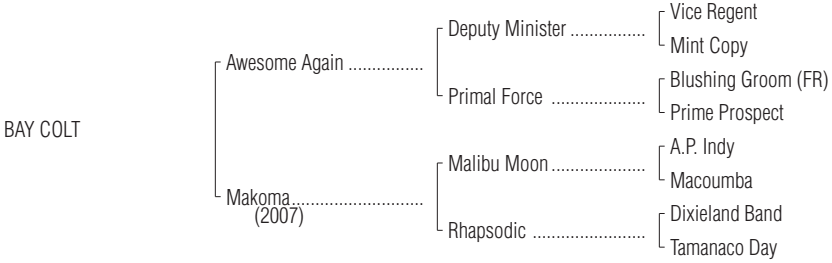 Vice Regent
Deputy Minister ................
Mint Copy
Awesome Again ................
Blushing Groom (FR)
Primal Force ....................
Prime Prospect
BAY COLT
A.P. Indy
Malibu Moon ....................
Macoumba
Makoma............................
(2007)
Dixieland Band
Rhapsodic ........................
Tamanaco Day